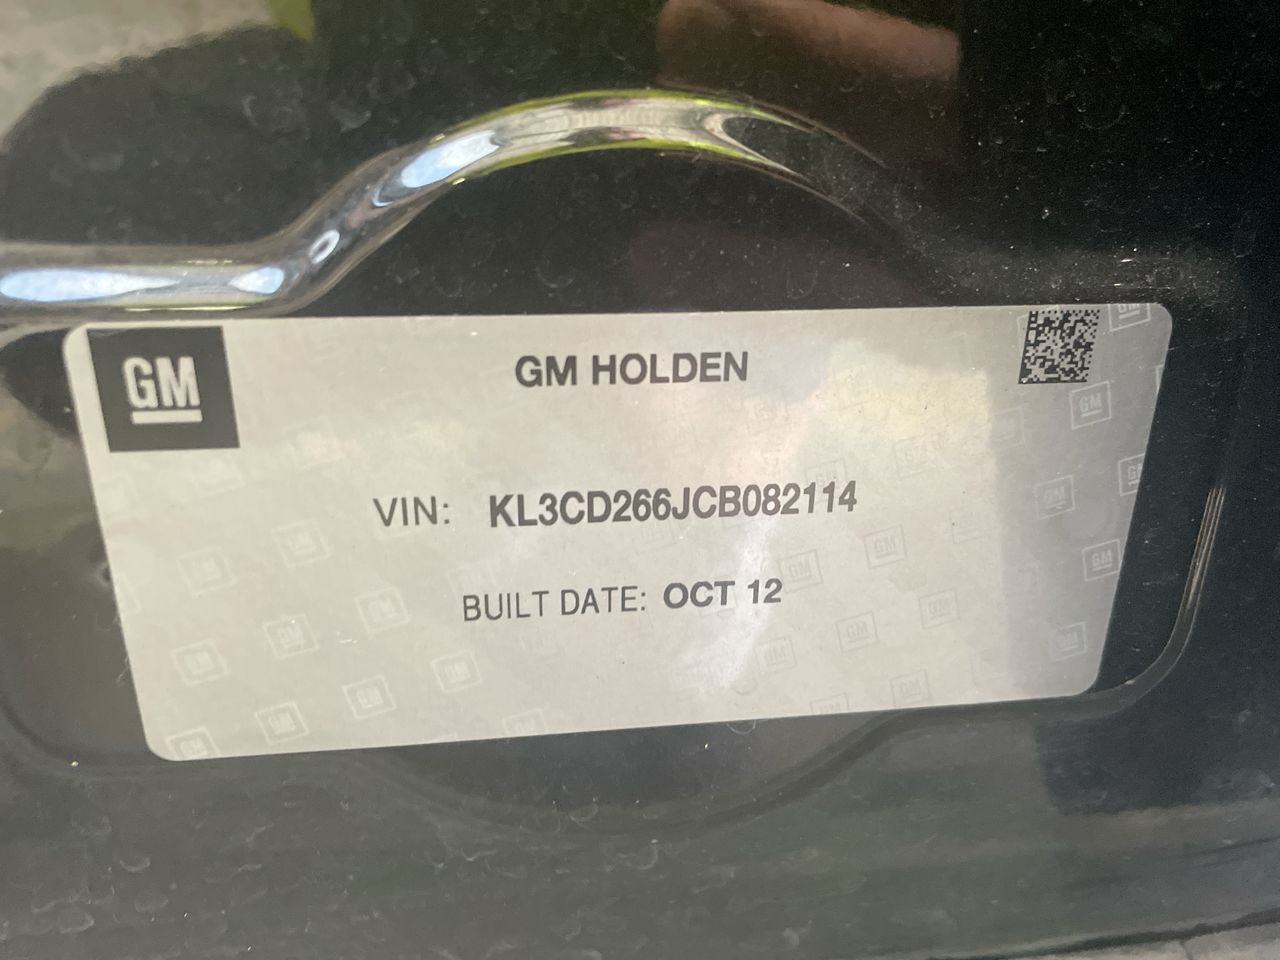 GM
GM HOLDEN
VIN: KL3CD266JCB082114
BUILT DATE: OCT 12